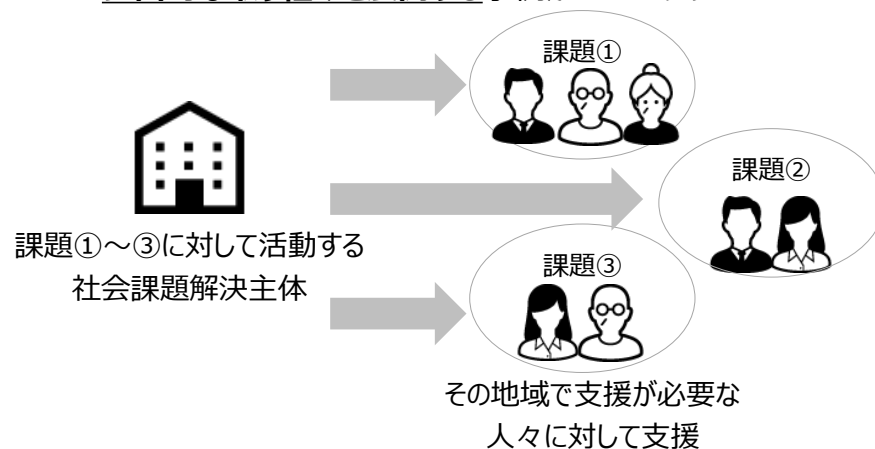 課題①
課題②
課題①~③に対して活動する
社会課題解決主体
課題③
その地域で支援が必要な
人々に対して支援